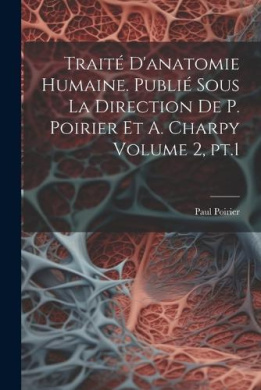 Traité D'anatomie
Humaine. Publié Sous
La Direction De P.
Poirier Et A. Charpy
Volume 2, pt.1
Paul Poirier